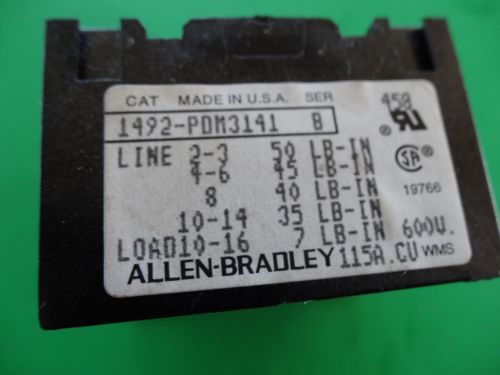 CAT MADE IN U.S.A. SER
1492-PDM3141 B
458
LINE 2-3 50 LB-IN
4-6 45 LB-IN
8 40 LB-IN
19766
10-14 35 LB-IN
LOAD10-16 7 LB-IN 600V.
ALLEN-BRADLEY 115A.CU WMS